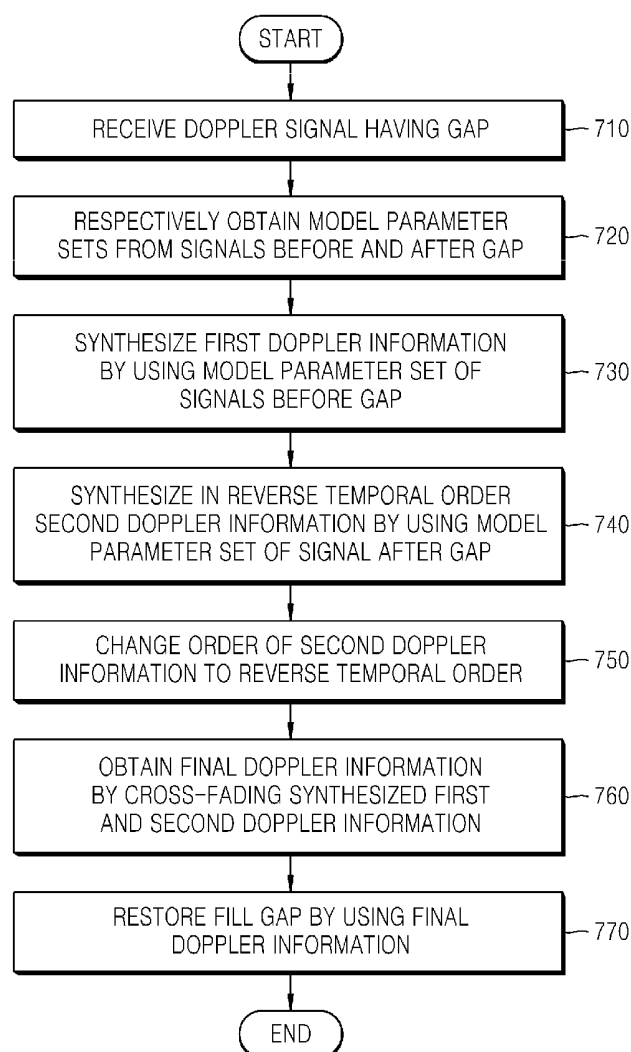 START
RECEIVE DOPPLER SIGNAL HAVING GAP
710
RESPECTIVELY OBTAIN MODEL PARAMETER
SETS FROM SIGNALS BEFORE AND AFTER GAP
720
SYNTHESIZE FIRST DOPPLER INFORMATION
BY USING MODEL PARAMETER SET OF
SIGNALS BEFORE GAP
730
SYNTHESIZE IN REVERSE TEMPORAL ORDER
SECOND DOPPLER INFORMATION BY USING MODEL
PARAMETER SET OF SIGNAL AFTER GAP
740
CHANGE ORDER OF SECOND DOPPLER
INFORMATION TO REVERSE TEMPORAL ORDER
750
OBTAIN FINAL DOPPLER INFORMATION
BY CROSS-FADING SYNTHESIZED FIRST
AND SECOND DOPPLER INFORMATION
760
RESTORE FILL GAP BY USING FINAL
DOPPLER INFORMATION
770
END